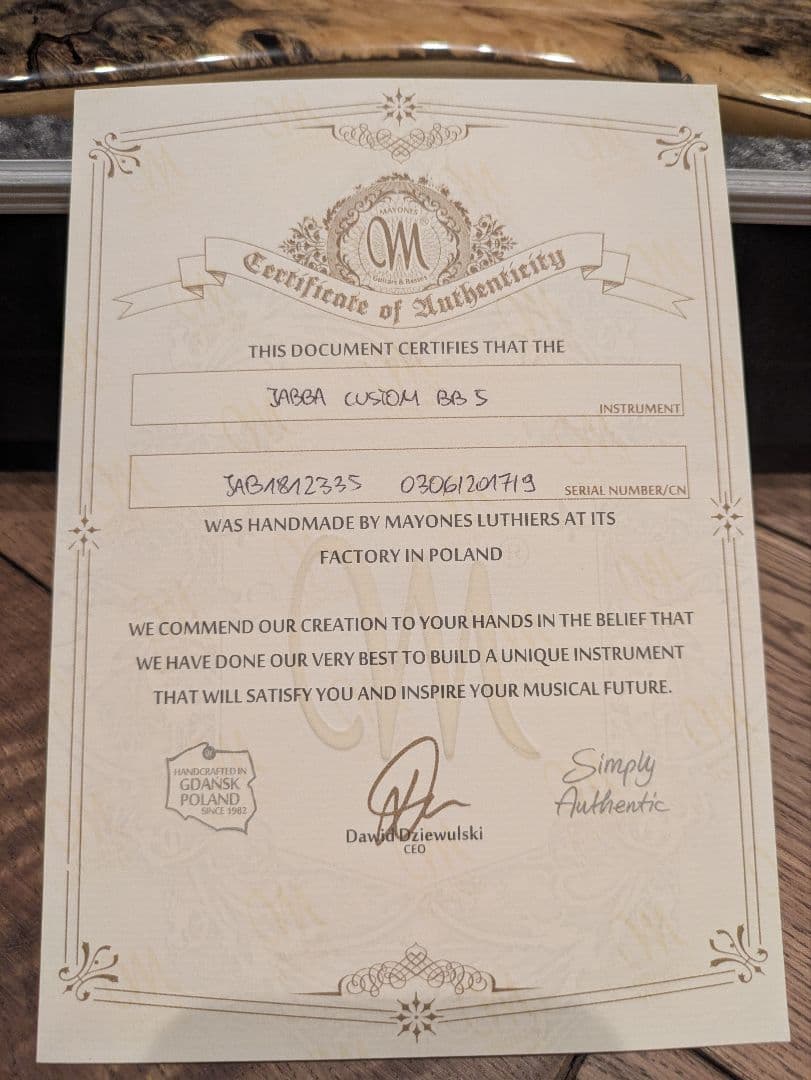 MAYONES
M
Guitars & Basses
Certificate of Authenticity
THIS DOCUMENT CERTIFIES THAT THE
JABBA CUSTOM BB 5
INSTRUMENT
JAB1812335 03061201719
SERIAL NUMBER/CN
WAS HANDMADE BY MAYONES LUTHIERS AT ITS
FACTORY IN POLAND
WE COMMEND OUR CREATION TO YOUR HANDS IN THE BELIEF THAT
WE HAVE DONE OUR VERY BEST TO BUILD A UNIQUE INSTRUMENT
THAT WILL SATISFY YOU AND INSPIRE YOUR MUSICAL FUTURE.
HANDCRAFTED IN
GDAŃSK
POLAND
SINCE 1982
Dawid Dziewulski
CEO
Simply
Authentic